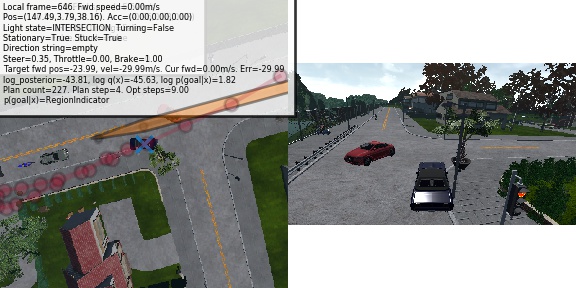 Local frame=646. Fwd speed=0.00m/s
Pos=(147.49,3.79,38.16). Acc=(0.00,0.00,0.00)
Light state=INTERSECTION. Turning=False
Stationary=True. Stuck=True
Direction string=empty
Steer=0.35, Throttle=0.00, Brake=1.00
Target fwd pos=-23.99, vel=-29.99m/s. Cur fwd=0.00m/s. Err=-29.99
log_posterior=-43.81, log q(x)=-45.63, log p(goal|x)=1.82
Plan count=227. Plan step=4. Opt steps=9.00
p(goal|x)=RegionIndicator